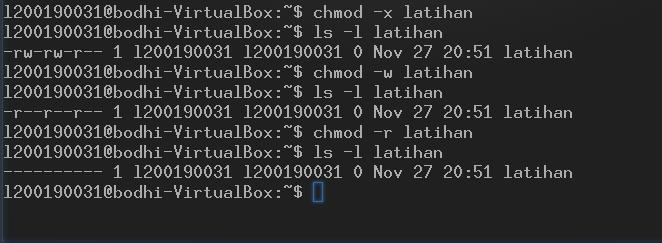 l200190031@bodhi-VirtualBox:~$ chmod -x latihan
l200190031@bodhi-VirtualBox:~$ ls -l latihan
-rw-rw-r-- 1 l200190031 l200190031 0 Nov 27 20:51 latihan
l200190031@bodhi-VirtualBox:~$ chmod -w latihan
l200190031@bodhi-VirtualBox:~$ ls -l latihan
-r--r--r-- 1 l200190031 l200190031 0 Nov 27 20:51 latihan
l200190031@bodhi-VirtualBox:~$ chmod -r latihan
l200190031@bodhi-VirtualBox:~$ ls -l latihan
---------- 1 l200190031 l200190031 0 Nov 27 20:51 latihan
l200190031@bodhi-VirtualBox:~$